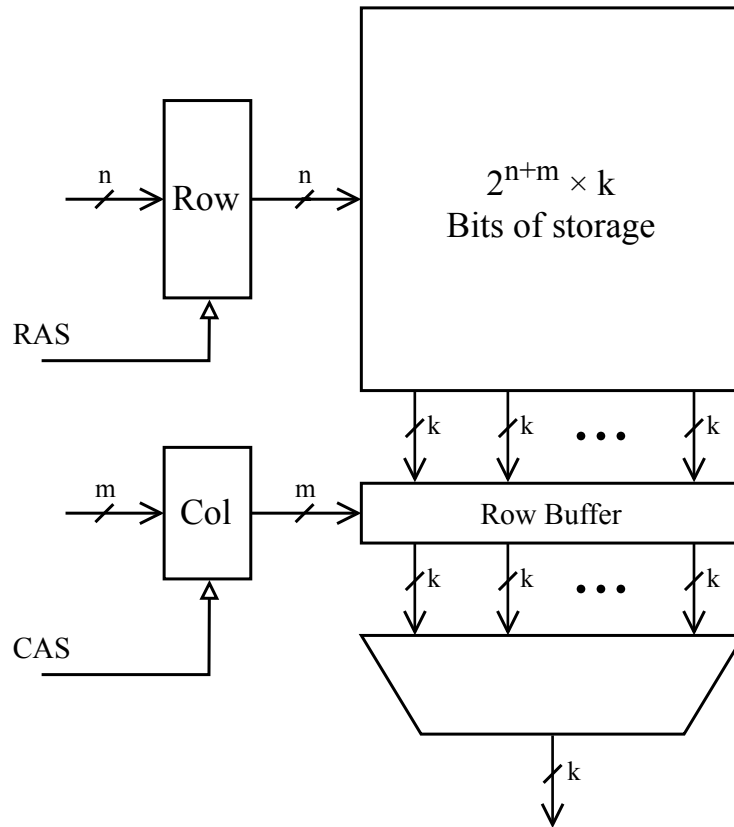 n
Row
n
2^{n+m} × k
Bits of storage
RAS
k
k
•••
k
m
Col
m
Row Buffer
k
k
•••
k
CAS
k